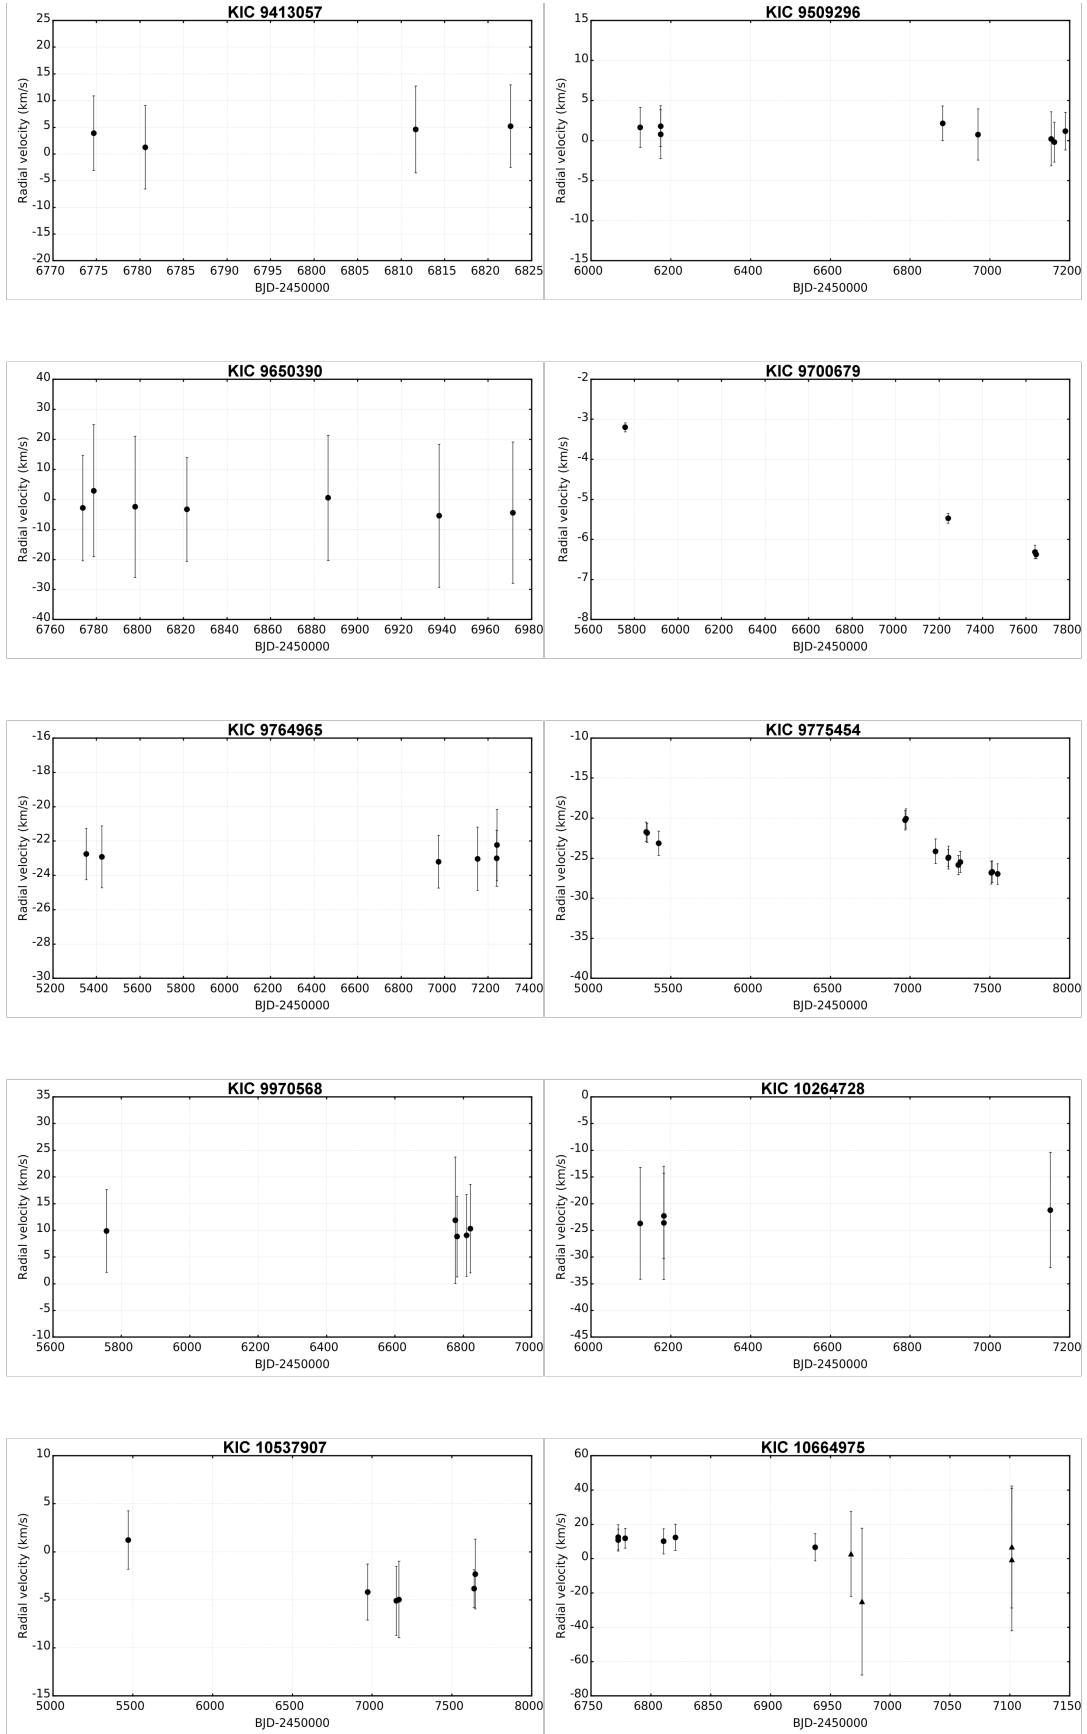 KIC 9413057
25
20
15
10
5
0
-5
-10
-15
-20
Radial velocity (km/s)
6770 6775 6780 6785 6790 6795 6800 6805 6810 6815 6820 6825
BJD-2450000
KIC 9509296
15
10
5
0
-5
-10
-15
Radial velocity (km/s)
6000 6200 6400 6600 6800 7000 7200
BJD-2450000
KIC 9650390
40
30
20
10
0
-10
-20
-30
-40
Radial velocity (km/s)
6760 6780 6800 6820 6840 6860 6880 6900 6920 6940 6960 6980
BJD-2450000
KIC 9700679
-2
-3
-4
-5
-6
-7
-8
Radial velocity (km/s)
5600 5800 6000 6200 6400 6600 6800 7000 7200 7400 7600 7800
BJD-2450000
KIC 9764965
-16
-18
-20
-22
-24
-26
-28
-30
Radial velocity (km/s)
5200 5400 5600 5800 6000 6200 6400 6600 6800 7000 7200 7400
BJD-2450000
KIC 9775454
-10
-15
-20
-25
-30
-35
-40
Radial velocity (km/s)
5000 5500 6000 6500 7000 7500 8000
BJD-2450000
KIC 9970568
35
30
25
20
15
10
5
0
-5
-10
Radial velocity (km/s)
5600 5800 6000 6200 6400 6600 6800 7000
BJD-2450000
KIC 10264728
0
-5
-10
-15
-20
-25
-30
-35
-40
-45
Radial velocity (km/s)
6000 6200 6400 6600 6800 7000 7200
BJD-2450000
KIC 10537907
10
5
0
-5
-10
-15
Radial velocity (km/s)
5000 5500 6000 6500 7000 7500 8000
BJD-2450000
KIC 10664975
60
40
20
0
-20
-40
-60
-80
Radial velocity (km/s)
6750 6800 6850 6900 6950 7000 7050 7100 7150
BJD-2450000